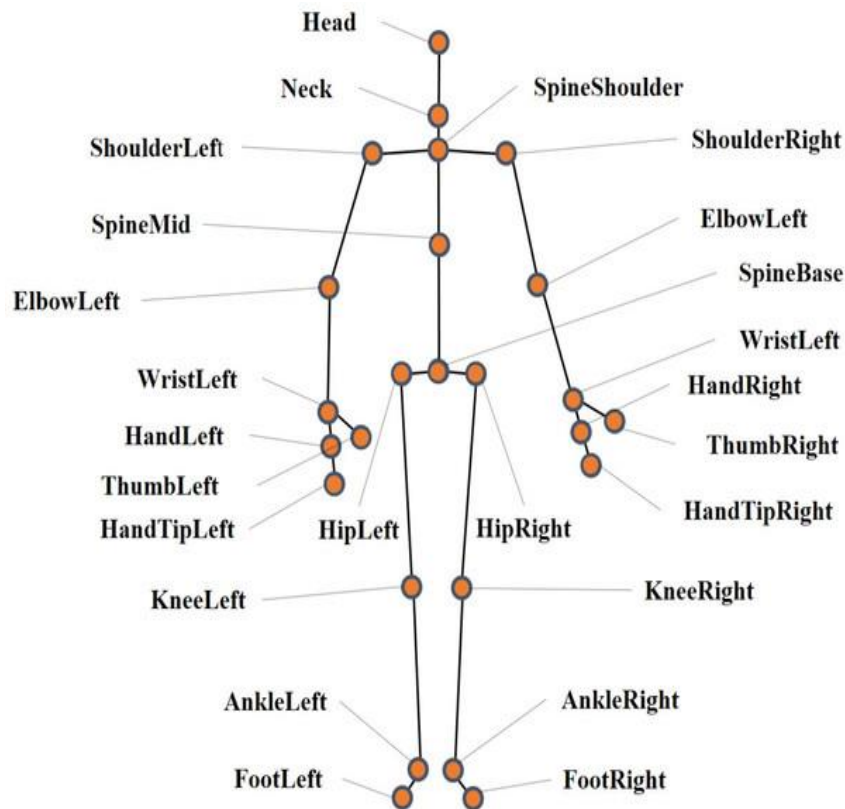 Head
Neck
SpineShoulder
ShoulderLeft
ShoulderRight
SpineMid
ElbowLeft
SpineBase
ElbowLeft
WristLeft
WristLeft
HandRight
HandLeft
ThumbRight
ThumbLeft
HandTipRight
HandTipLeft
HipLeft
HipRight
KneeLeft
KneeRight
AnkleLeft
AnkleRight
FootLeft
FootRight